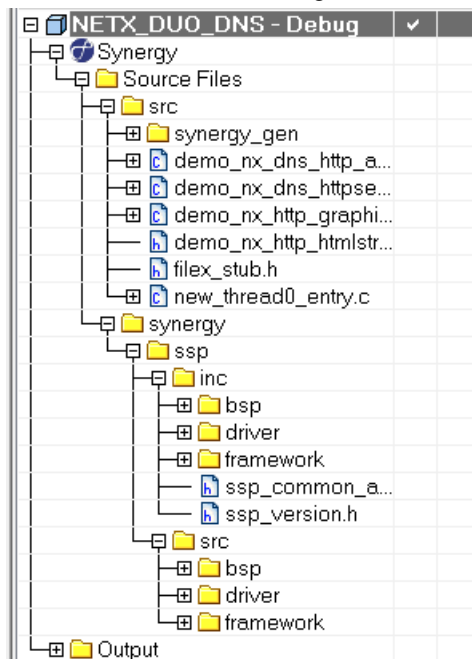 NETX_DUO_DNS - Debug
Synergy
Source Files
src
synergy_gen
demo_nx_dns_http_a...
demo_nx_dns_httpse...
demo_nx_http_graphi...
demo_nx_http_htmlstr...
filex_stub.h
new_thread0_entry.c
synergy
ssp
inc
bsp
driver
framework
ssp_common_a...
ssp_version.h
src
bsp
driver
framework
Output